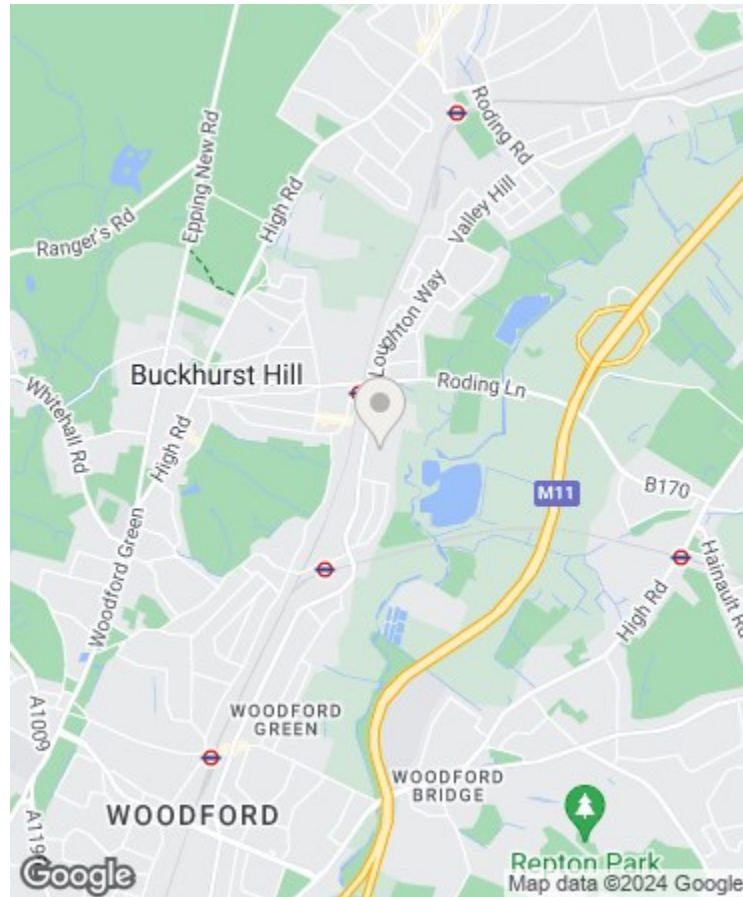 Roding Rd
Epping New Rd
High Rd
Valley Hill
Ranger's Rd
Loughton Way
Buckhurst Hill
Roding Ln
Whitehall Rd
High Rd
M11
B170
Woodford Green
High Rd
Hainault Rd
A1009
WOODFORD
GREEN
WOODFORD
BRIDGE
WOODFORD
Repton Park
Google
Map data ©2024 Google